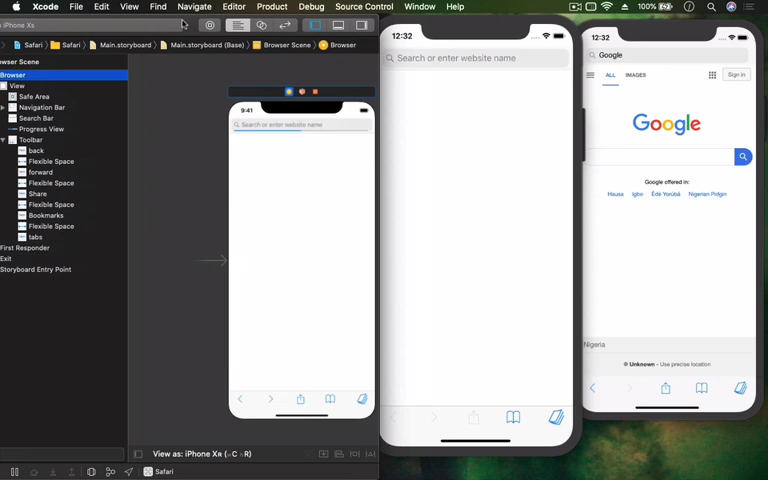 Xcode File Edit View Find Navigate Editor Product Debug Source Control Window Help 100%
iPhone Xs
Safari Safari Main.storyboard Main.storyboard (Base) Browser Scene Browser
owser Scene
Browser
View
Safe Area
Navigation Bar
Search Bar
Progress View
Toolbar
back
Flexible Space
forward
Flexible Space
Share
Flexible Space
Bookmarks
Flexible Space
tabs
First Responder
Exit
Storyboard Entry Point
9:41
Search or enter website name
View as: iPhone XR (wC hR)
Safari
12:32
Search or enter website name
12:32
Google
ALL IMAGES Sign in
Google
Google offered in:
Hausa Igbo Èdè Yorùbá Nigerian Pidgin
Nigeria
Unknown - Use precise location